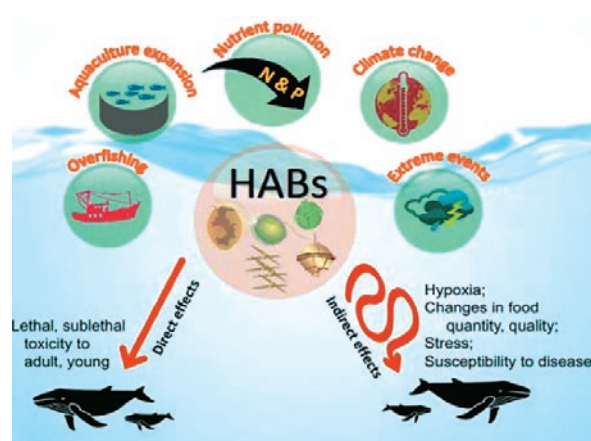 Nutrient pollution
Aquaculture expansion
N & P
Climate change
Overfishing
HABs
Extreme events
Lethal, sublethal
toxicity to
adult, young
Direct effects
Indirect effects
Hypoxia;
Changes in food
quantity, quality;
Stress;
Susceptibility to disease